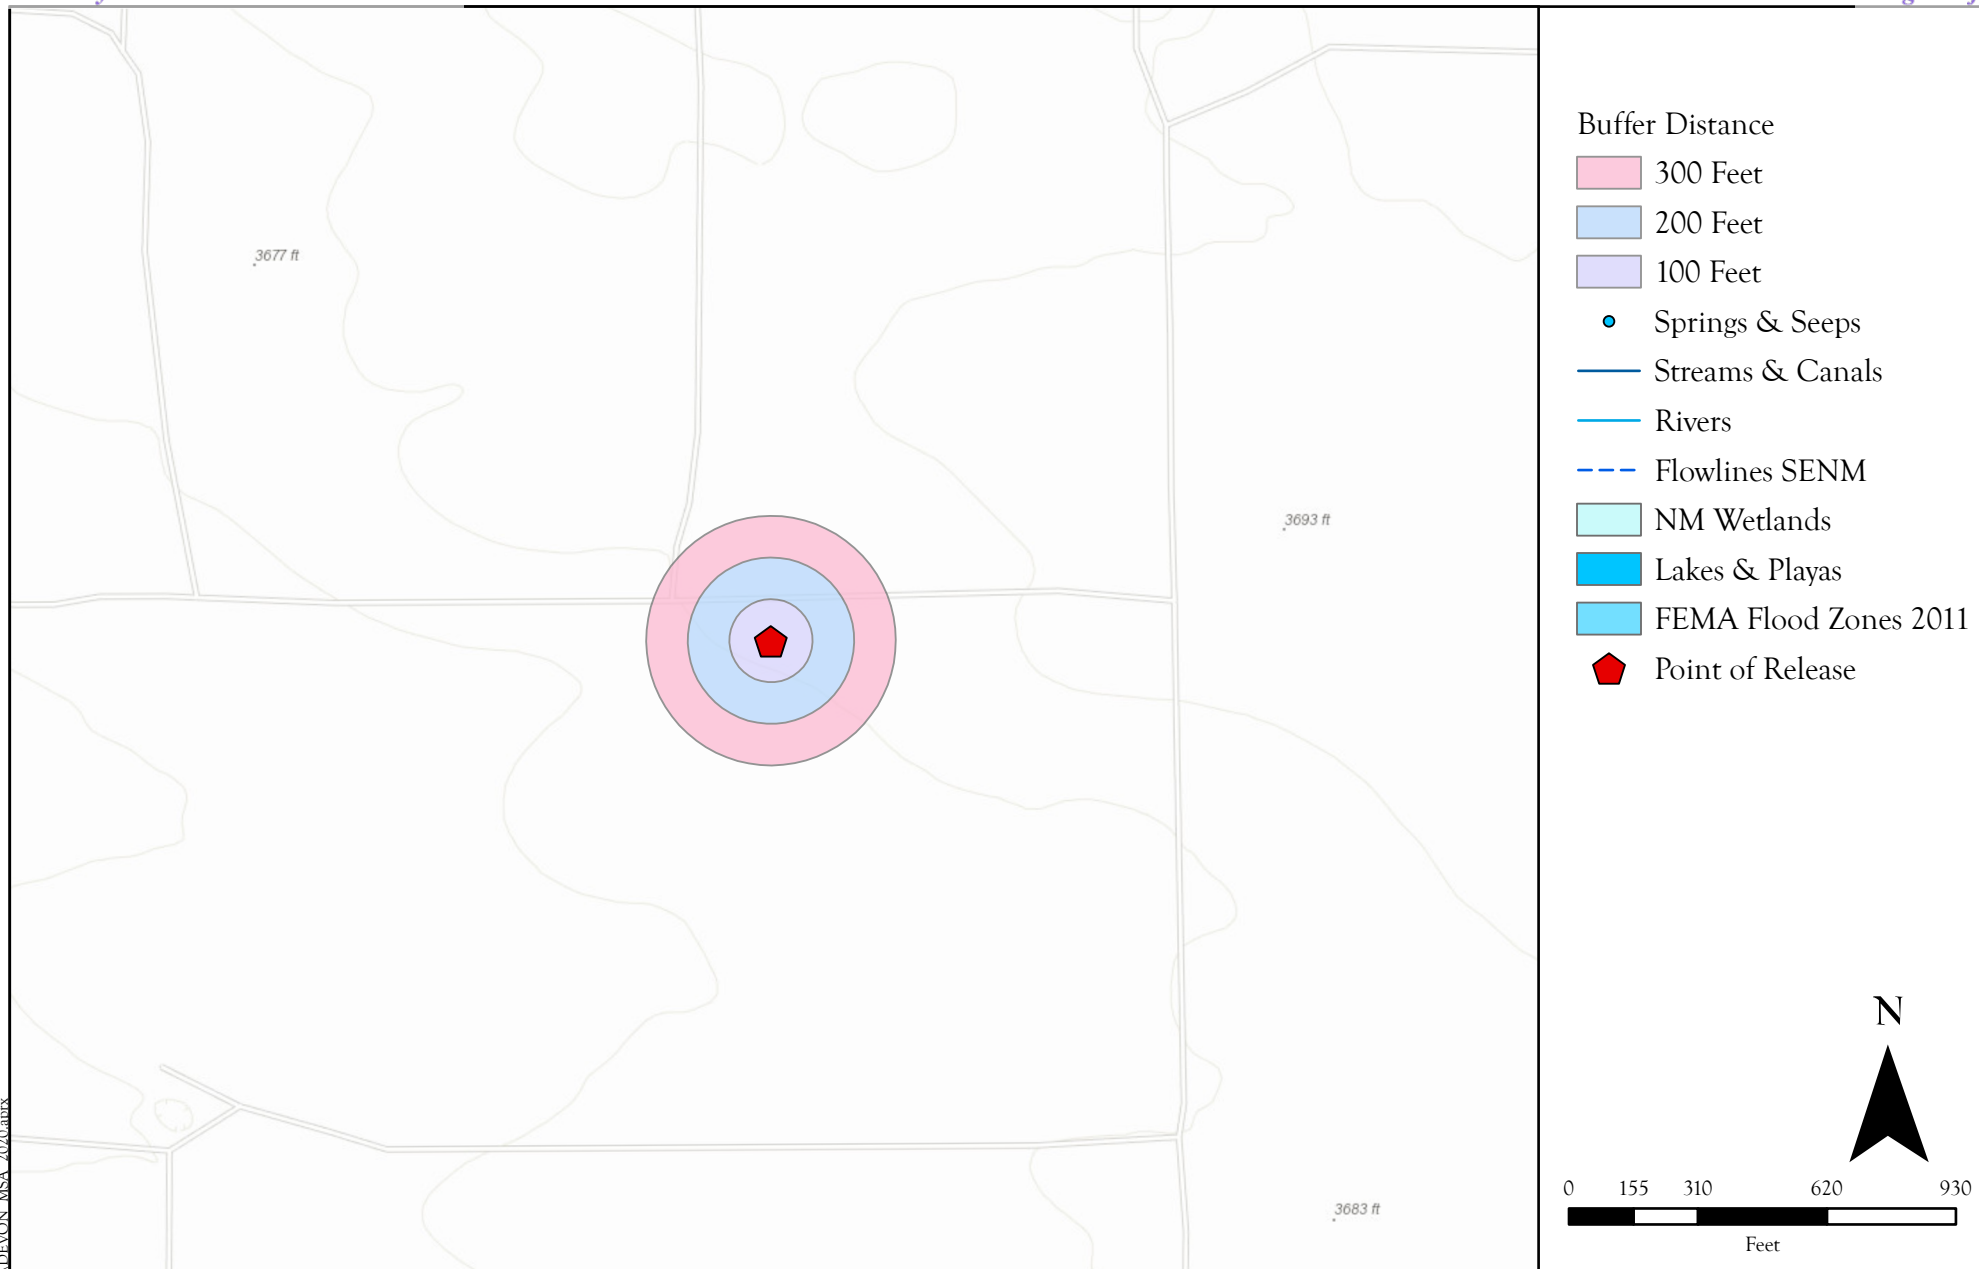 3677 ft
3693 ft
3683 ft
Buffer Distance
300 Feet
200 Feet
100 Feet
Springs & Seeps
Streams & Canals
Rivers
Flowlines SENM
NM Wetlands
Lakes & Playas
FEMA Flood Zones 2011
Point of Release
N
0 155 310 620 930
Feet
DEVON_MSA_2020.aprx